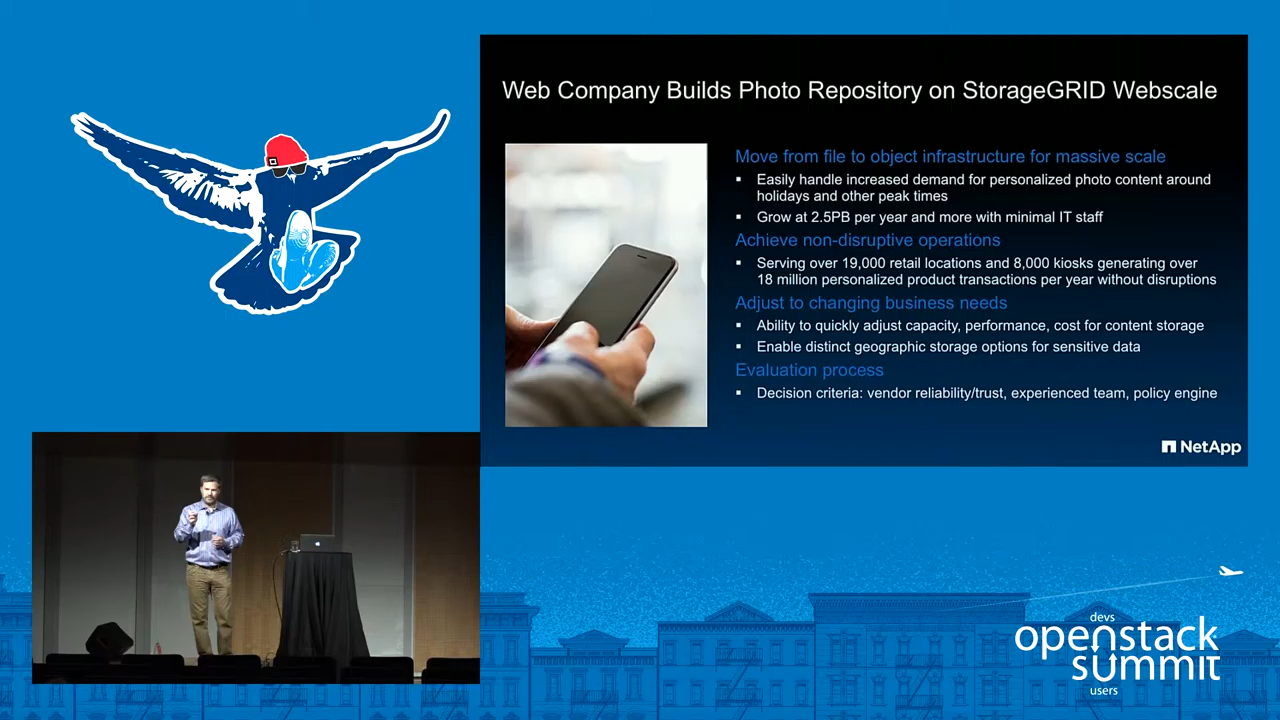 Web Company Builds Photo Repository on StorageGRID Webscale
Move from file to object infrastructure for massive scale
▪ Easily handle increased demand for personalized photo content around
holidays and other peak times
▪ Grow at 2.5PB per year and more with minimal IT staff
Achieve non-disruptive operations
▪ Serving over 19,000 retail locations and 8,000 kiosks generating over
18 million personalized product transactions per year without disruptions
Adjust to changing business needs
▪ Ability to quickly adjust capacity, performance, cost for content storage
▪ Enable distinct geographic storage options for sensitive data
Evaluation process
▪ Decision criteria: vendor reliability/trust, experienced team, policy engine
NetApp
devs
openstack
summit
users